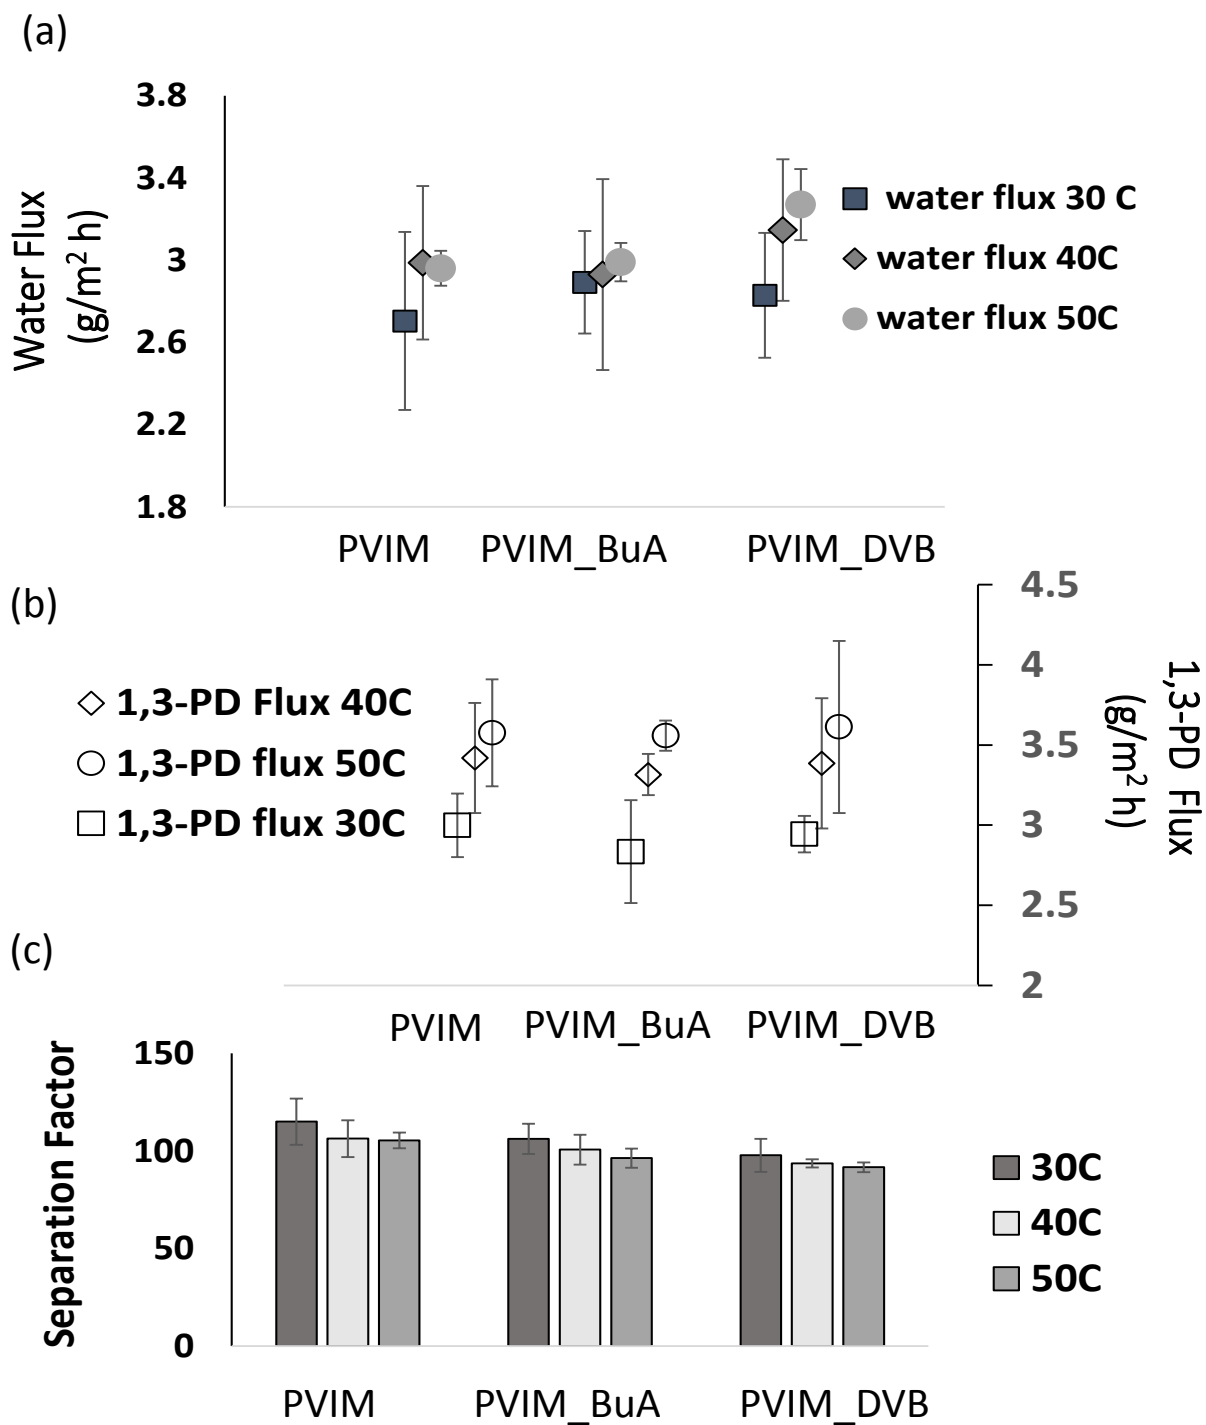 (a)
3.8
3.4
3
2.6
2.2
1.8
Water Flux
(g/m² h)
water flux 30 C
water flux 40C
water flux 50C
PVIM
PVIM_BuA
PVIM_DVB
(b)
1,3-PD Flux 40C
1,3-PD flux 50C
1,3-PD flux 30C
4.5
4
3.5
3
2.5
2
1,3-PD Flux
(g/m² h)
PVIM
PVIM_BuA
PVIM_DVB
(c)
150
100
50
0
Separation Factor
30C
40C
50C
PVIM
PVIM_BuA
PVIM_DVB